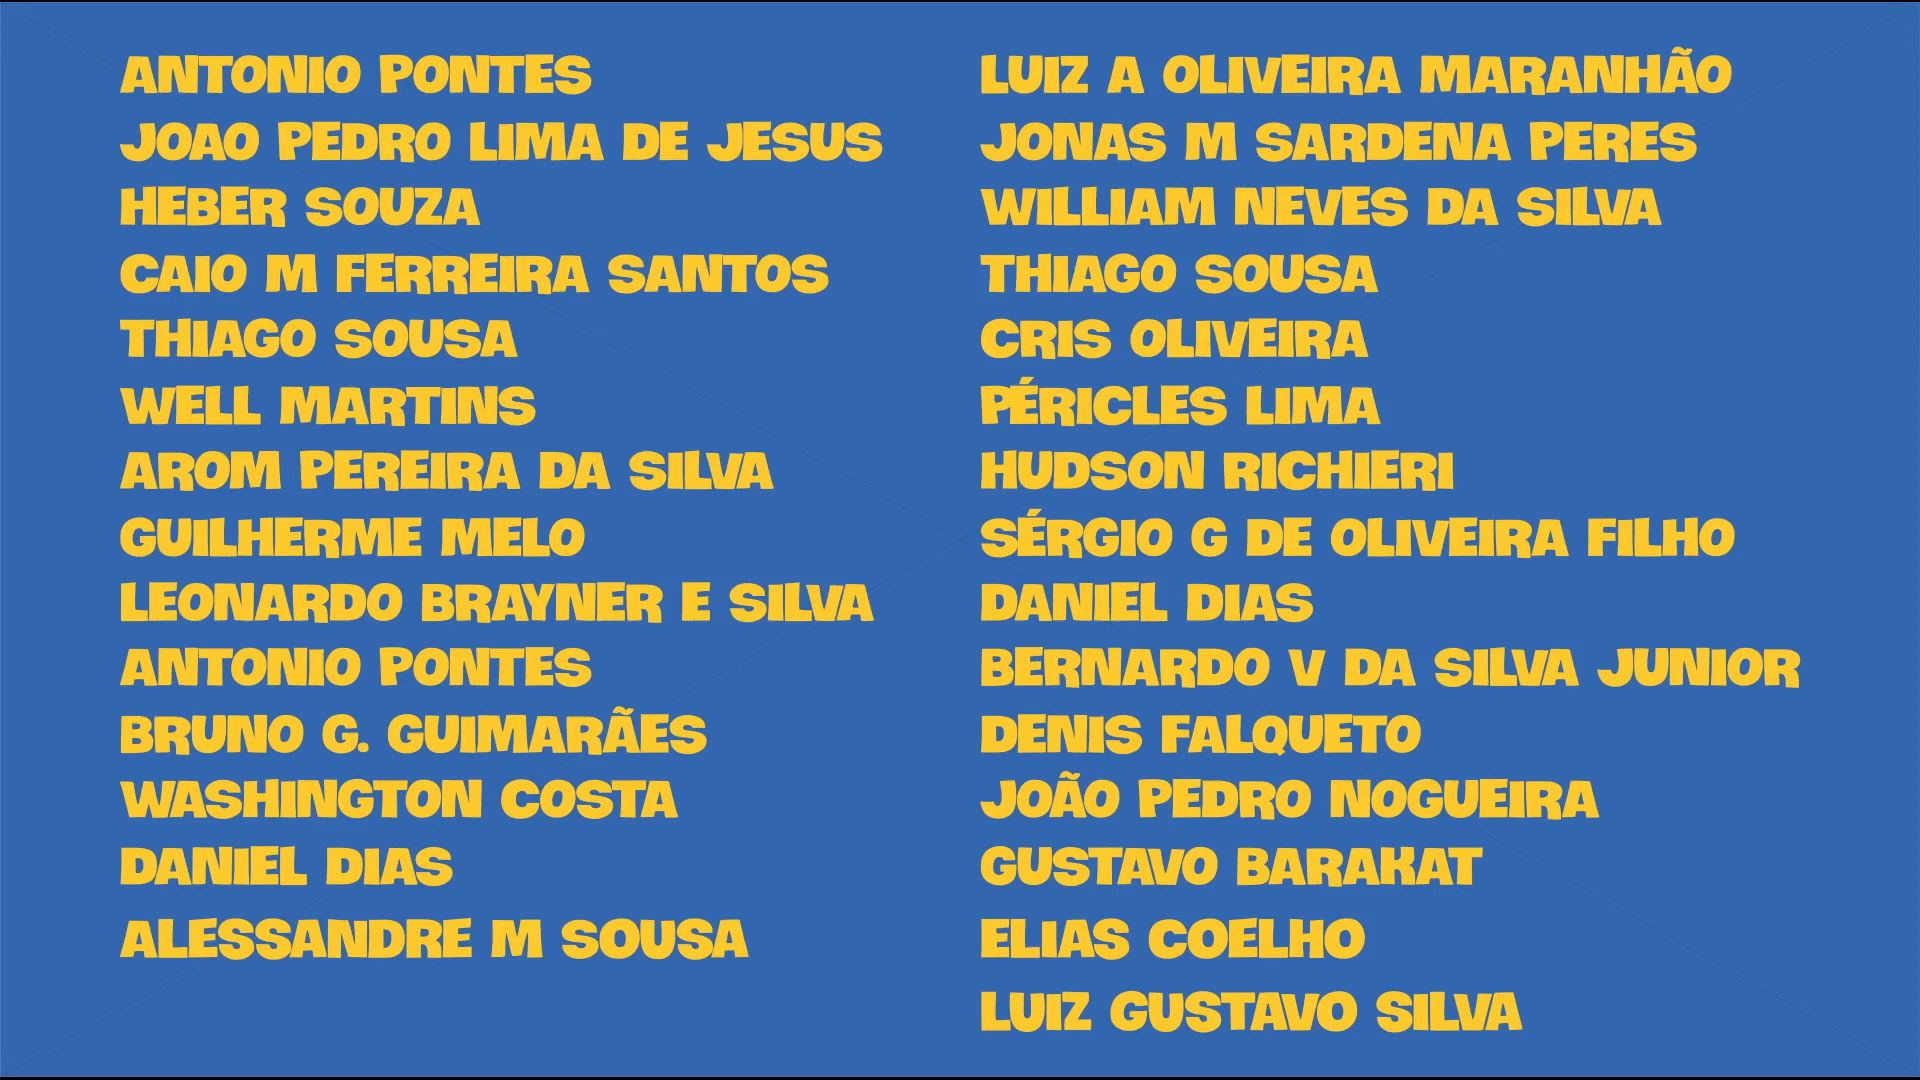 ANTONIO PONTES
JOAO PEDRO LIMA DE JESUS
HEBER SOUZA
CAIO M FERREIRA SANTOS
THIAGO SOUSA
WELL MARTINS
AROM PEREIRA DA SILVA
GUILHERME MELO
LEONARDO BRAYNER E SILVA
ANTONIO PONTES
BRUNO G. GUIMARÃES
WASHINGTON COSTA
DANIEL DIAS
ALESSANDRE M SOUSA
LUIZ A OLIVEIRA MARANHÃO
JONAS M SARDENA PERES
WILLIAM NEVES DA SILVA
THIAGO SOUSA
CRIS OLIVEIRA
PÉRICLES LIMA
HUDSON RICHIERI
SÉRGIO G DE OLIVEIRA FILHO
DANIEL DIAS
BERNARDO V DA SILVA JUNIOR
DENIS FALQUETO
JOÃO PEDRO NOGUEIRA
GUSTAVO BARAKAT
ELIAS COELHO
LUIZ GUSTAVO SILVA